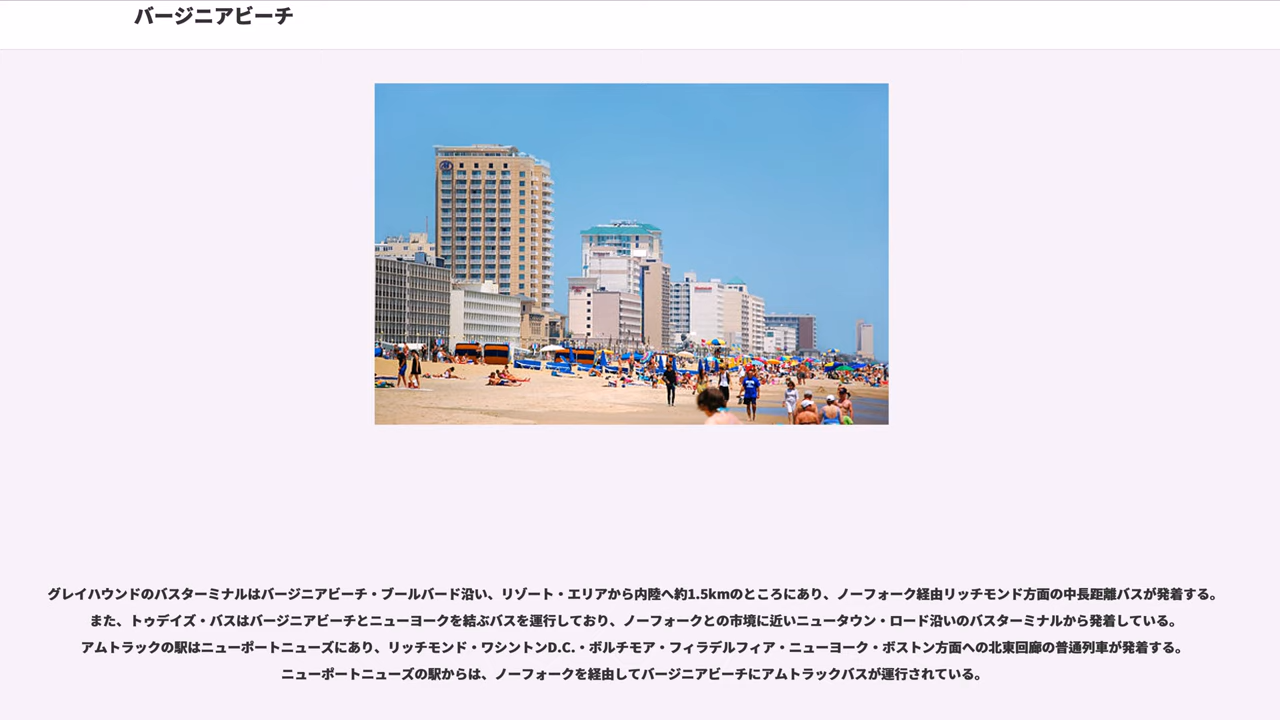 バージニアビーチ
グレイハウンドのバスターミナルはバージニアビーチ・ブールバード沿い、リゾート・エリアから内陸へ約1.5kmのところにあり、ノーフォーク経由リッチモンド方面の中長距離バスが発着する。
また、トゥデイズ・バスはバージニアビーチとニューヨークを結ぶバスを運行しており、ノーフォークとの市境に近いニュータウン・ロード沿いのバスターミナルから発着している。
アムトラックの駅はニューポートニューズにあり、リッチモンド・ワシントンD.C.・ボルチモア・フィラデルフィア・ニューヨーク・ボストン方面への北東回廊の普通列車が発着する。
ニューポートニューズの駅からは、ノーフォークを経由してバージニアビーチにアムトラックバスが運行されている。